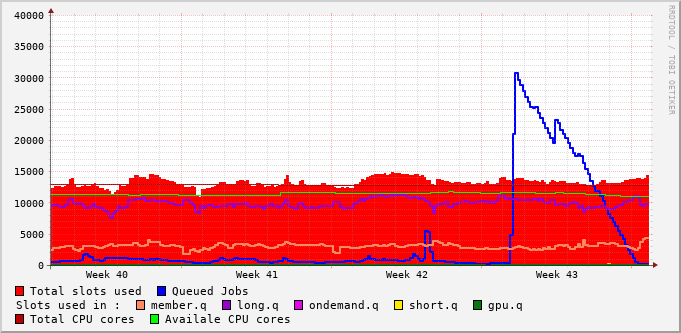 40000
35000
30000
25000
20000
15000
10000
5000
0
Week 40 Week 41 Week 42 Week 43
RRDTOOL / TOBI OETIKER
Total slots used Queued Jobs
Slots used in : member.q long.q ondemand.q short.q gpu.q
Total CPU cores Availale CPU cores